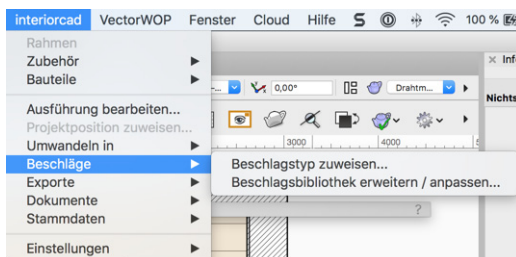 interiorcad VectorWOP Fenster Cloud Hilfe 100 %
Rahmen
Zubehör
Bauteile
Ausführung bearbeiten...
Projektposition zuweisen...
Umwandeln in
Beschläge
Exporte
Dokumente
Stammdaten
Einstellungen
Beschlagstyp zuweisen...
Beschlagsbibliothek erweitern / anpassen...
0,00°
Drahtm...
3000 4000
?
× Inf
Nichts